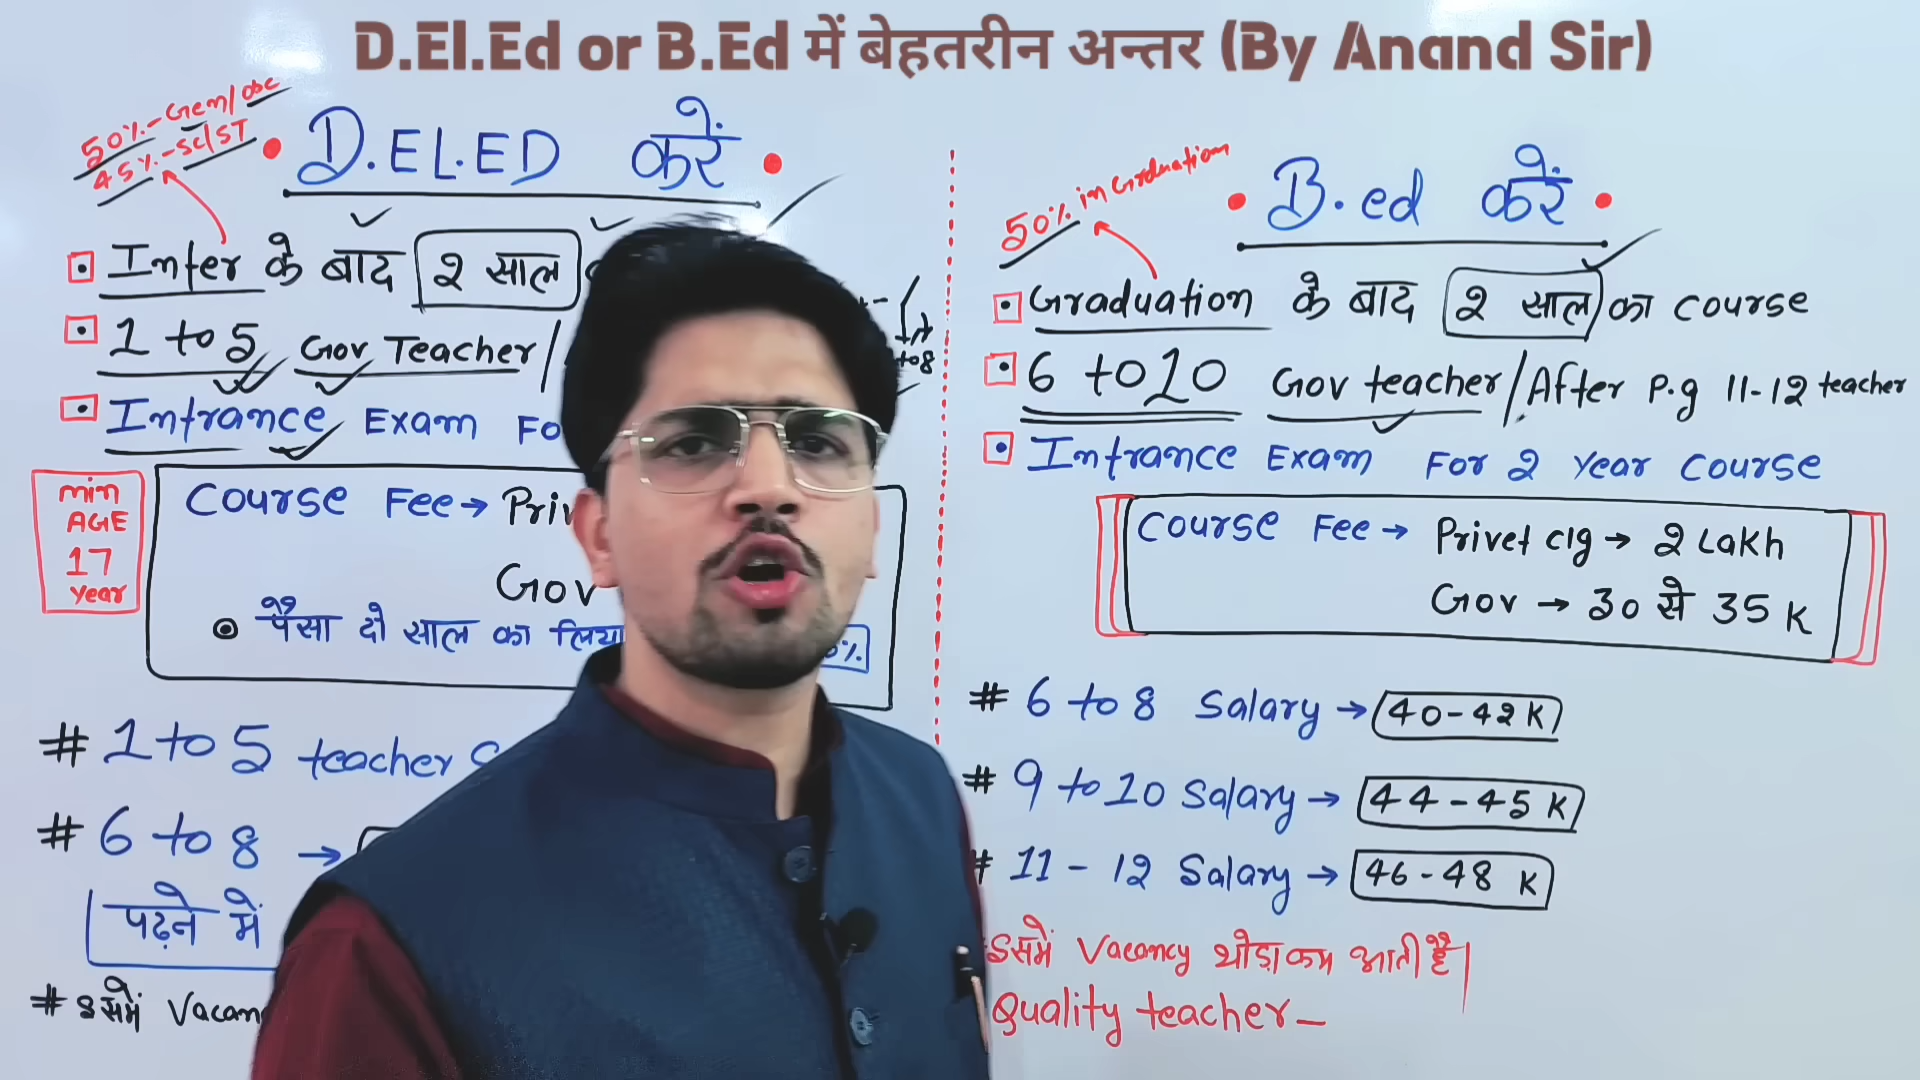 D.El.Ed or B.Ed में बेहतरीन अन्तर (By Anand Sir)
50%-Gen/obc
45%-SC/ST
D.EL.ED करें
Inter के बाद 2 साल
1 to 5 Gov Teacher/
to 8
Intrance Exam Fo
min
AGE
17
year
Course Fee→ Priv
Gov
पैसा दो साल का लिया
%.
# 1 to 5 teacher S
# 6 to 8 →
पढ़ने में
# इसमें Vacan
50% in Graduation
B.ed करें
Graduation के बाद 2 साल का course
6 to 10 Gov teacher/After P.g 11-12 teacher
Intrance Exam For 2 year course
Course Fee → Privet clg → 2 Lakh
Gov → 30 से 35 K
# 6 to 8 Salary → 40-42 K
# 9 to 10 Salary → 44-45 K
# 11 - 12 Salary → 46-48 K
इसमें Vacancy थोड़ा कम आती है|
Quality teacher-